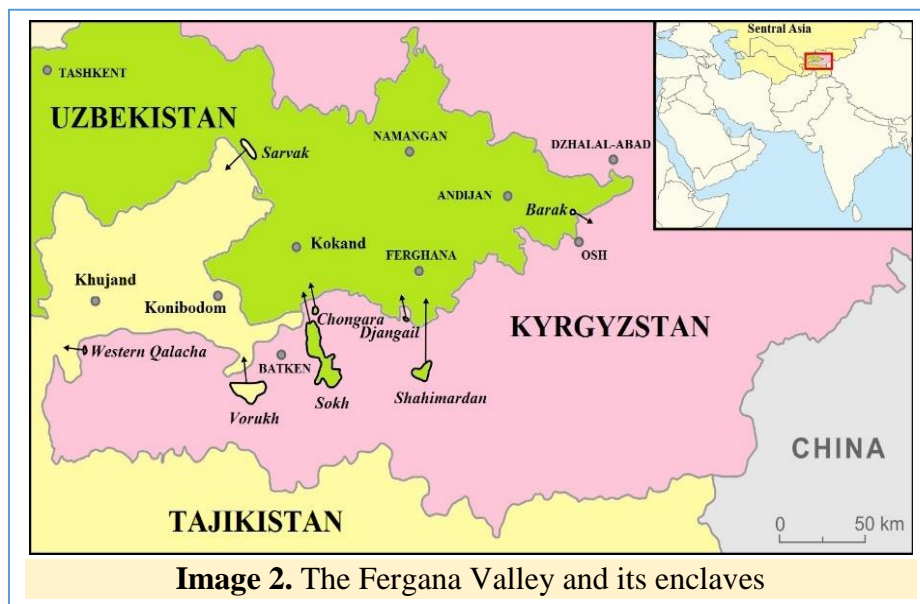 Sentral Asia
TASHKENT
UZBEKISTAN
NAMANGAN
DZHALAL-ABAD
Sarvak
ANDIJAN
Barak
Kokand
FERGHANA
OSH
Khujand
Konibodom
Chongara
Djangail
KYRGYZSTAN
Western Qalacha
BATKEN
Vorukh
Sokh
Shahimardan
CHINA
TAJIKISTAN
0 50 km
Image 2. The Fergana Valley and its enclaves